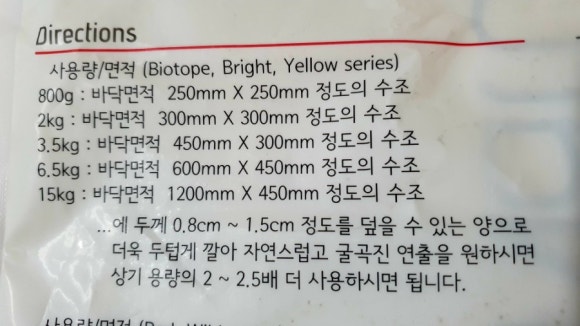 Directions
사용량/면적 (Biotope, Bright, Yellow series)
800g : 바닥면적 250mm X 250mm 정도의 수조
2kg : 바닥면적 300mm X 300mm 정도의 수조
3.5kg : 바닥면적 450mm X 300mm 정도의 수조
6.5kg : 바닥면적 600mm X 450mm 정도의 수조
15kg : 바닥면적 1200mm X 450mm 정도의 수조
...에 두께 0.8cm ~ 1.5cm 정도를 덮을 수 있는 양으로
더욱 두텁게 깔아 자연스럽고 굴곡진 연출을 원하시면
상기 용량의 2 ~ 2.5배 더 사용하시면 됩니다.
사용량/면적